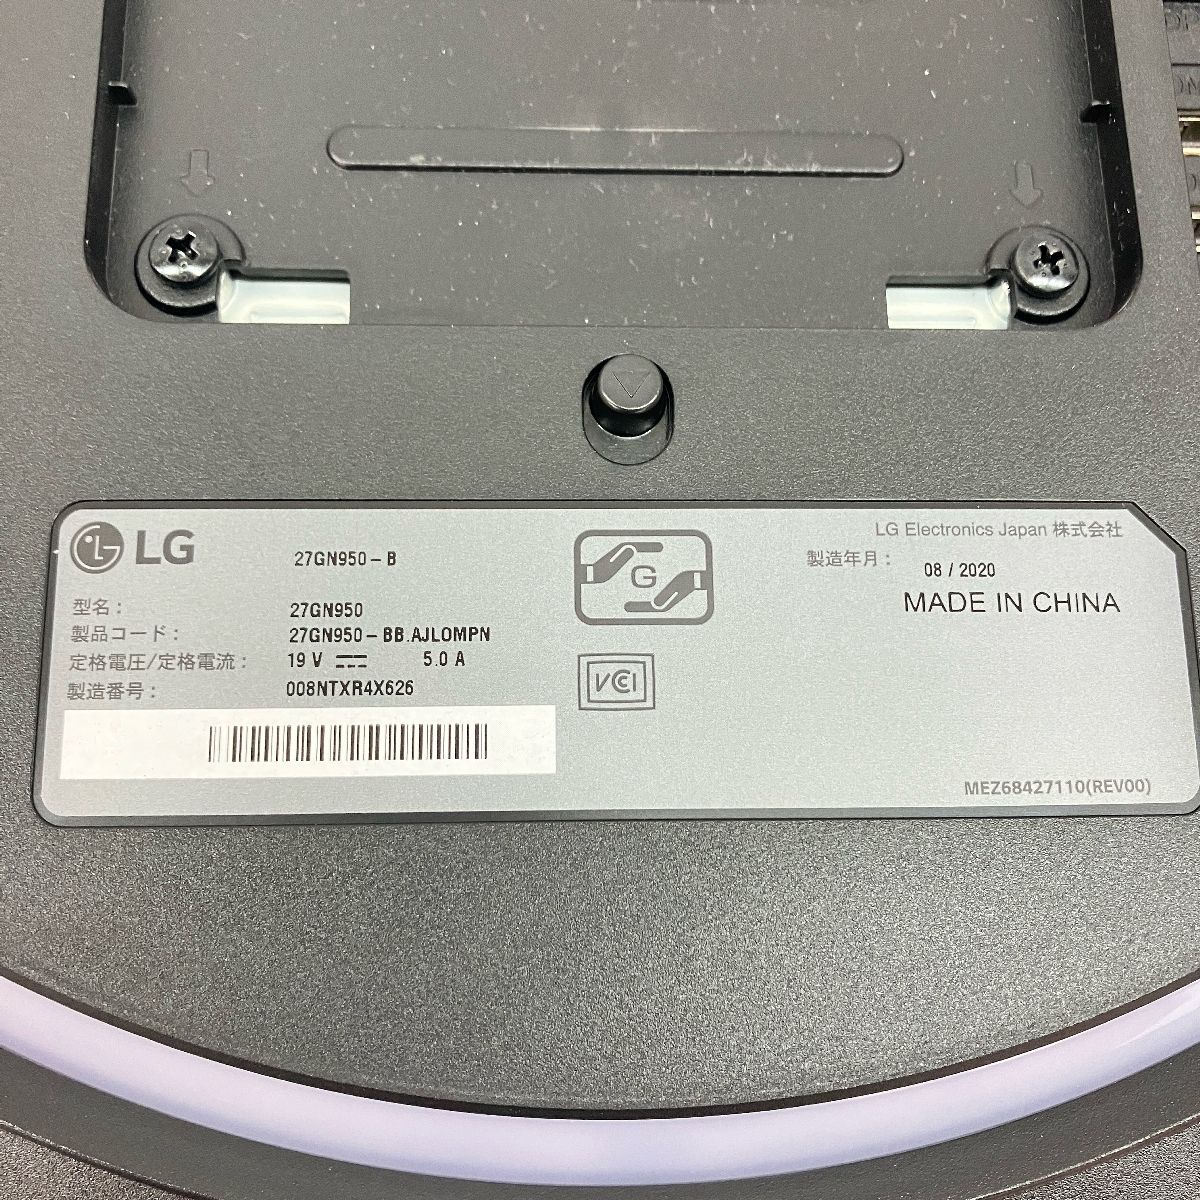 LG
27GN950-B
型名： 27GN950
製品コード： 27GN950-BB.AJLOMPN
定格電圧/定格電流： 19 V 5.0 A
製造番号： 008NTXR4X626
G
VCCI
LG Electronics Japan 株式会社
製造年月： 08 / 2020
MADE IN CHINA
MEZ68427110(REV00)